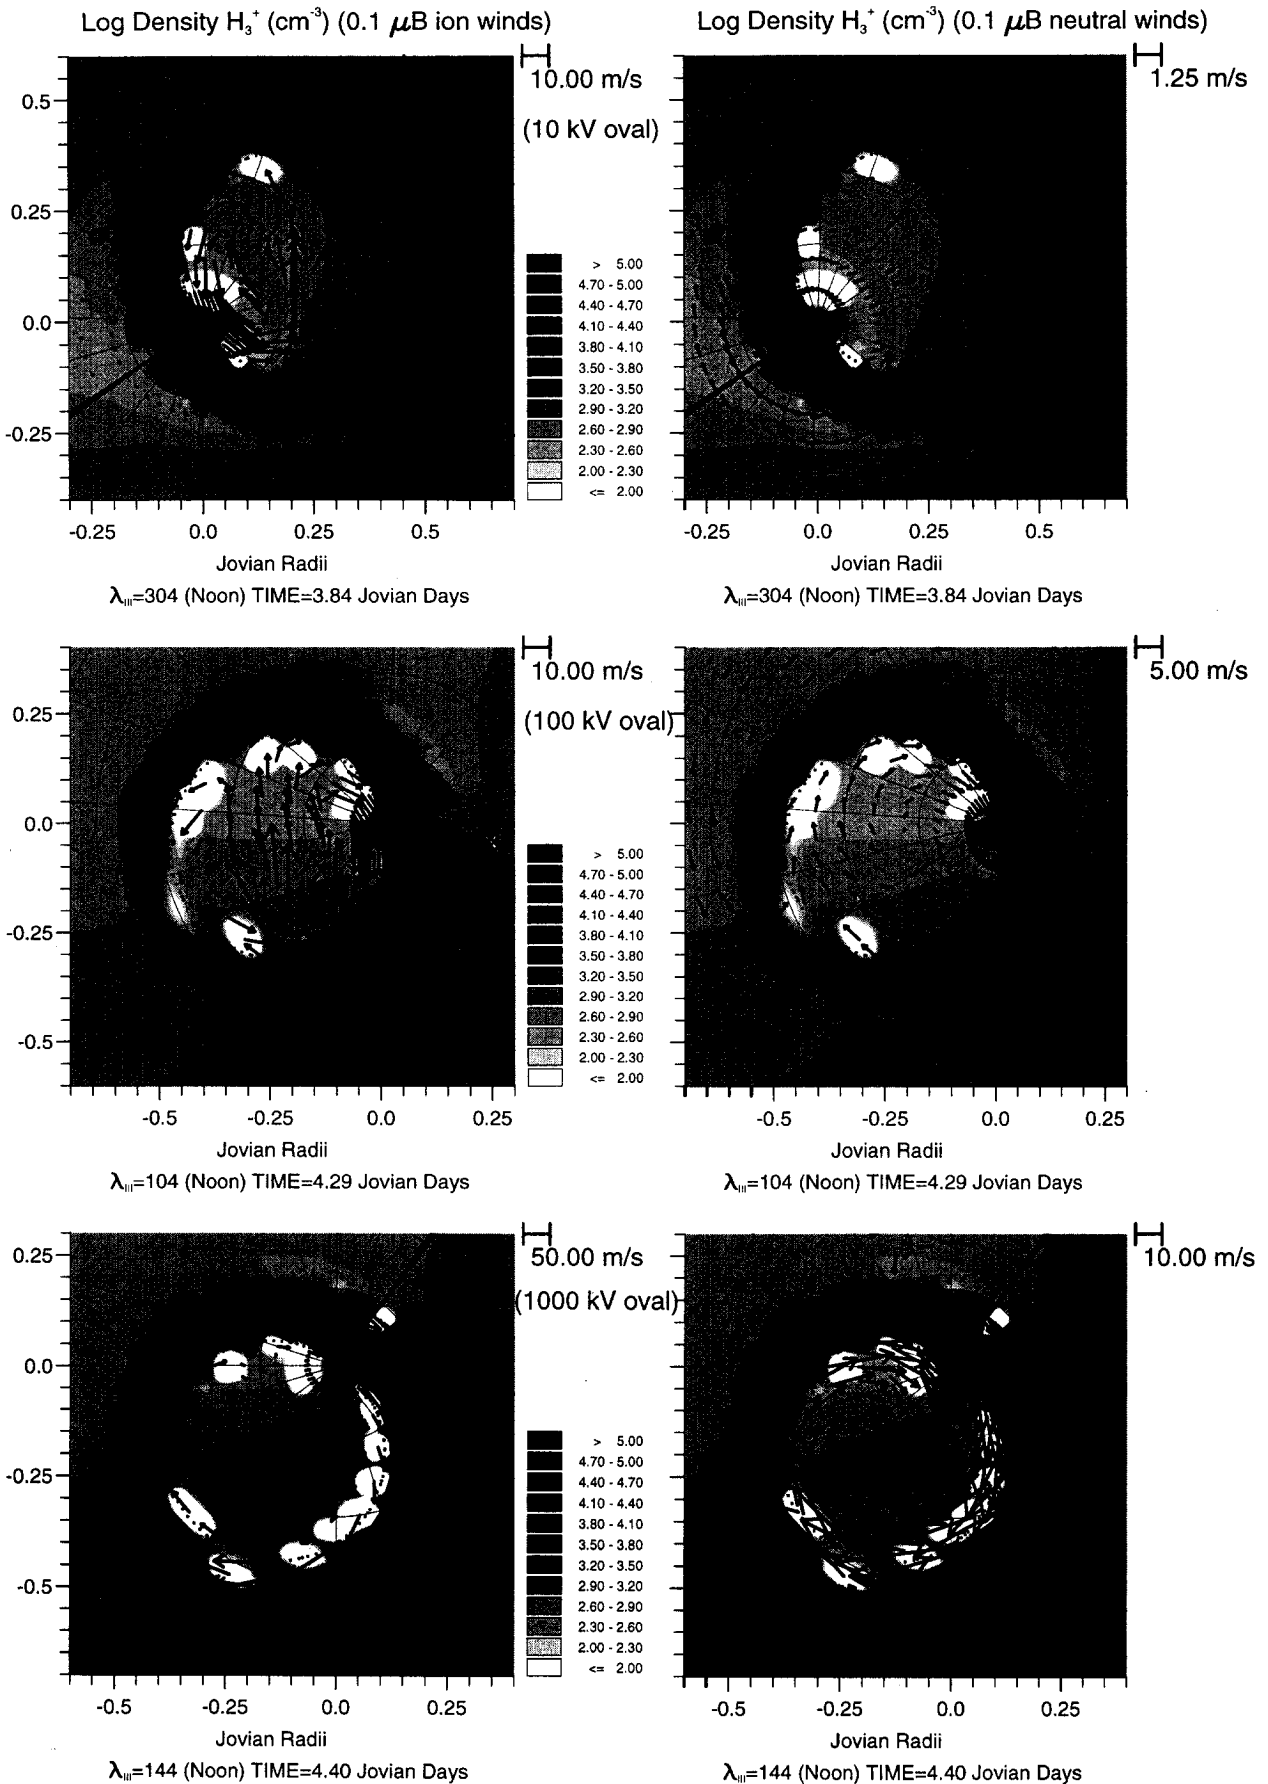 Log Density H₃⁺ (cm⁻³) (0.1 μB ion winds)
Log Density H₃⁺ (cm⁻³) (0.1 μB neutral winds)
10.00 m/s
(10 kV oval)
1.25 m/s
0.5
0.25
0.0
-0.25
> 5.00
4.70 - 5.00
4.40 - 4.70
4.10 - 4.40
3.80 - 4.10
3.50 - 3.80
3.20 - 3.50
2.90 - 3.20
2.60 - 2.90
2.30 - 2.60
2.00 - 2.30
<= 2.00
-0.25 0.0 0.25 0.5
Jovian Radii
λ_III=304 (Noon) TIME=3.84 Jovian Days
-0.25 0.0 0.25 0.5
Jovian Radii
λ_III=304 (Noon) TIME=3.84 Jovian Days
10.00 m/s
(100 kV oval)
5.00 m/s
0.25
0.0
-0.25
-0.5
> 5.00
4.70 - 5.00
4.40 - 4.70
4.10 - 4.40
3.80 - 4.10
3.50 - 3.80
3.20 - 3.50
2.90 - 3.20
2.60 - 2.90
2.30 - 2.60
2.00 - 2.30
<= 2.00
-0.5 -0.25 0.0 0.25
Jovian Radii
λ_III=104 (Noon) TIME=4.29 Jovian Days
-0.5 -0.25 0.0 0.25
Jovian Radii
λ_III=104 (Noon) TIME=4.29 Jovian Days
50.00 m/s
(1000 kV oval)
10.00 m/s
0.25
0.0
-0.25
-0.5
> 5.00
4.70 - 5.00
4.40 - 4.70
4.10 - 4.40
3.80 - 4.10
3.50 - 3.80
3.20 - 3.50
2.90 - 3.20
2.60 - 2.90
2.30 - 2.60
2.00 - 2.30
<= 2.00
-0.5 -0.25 0.0 0.25
Jovian Radii
λ_III=144 (Noon) TIME=4.40 Jovian Days
-0.5 -0.25 0.0 0.25
Jovian Radii
λ_III=144 (Noon) TIME=4.40 Jovian Days